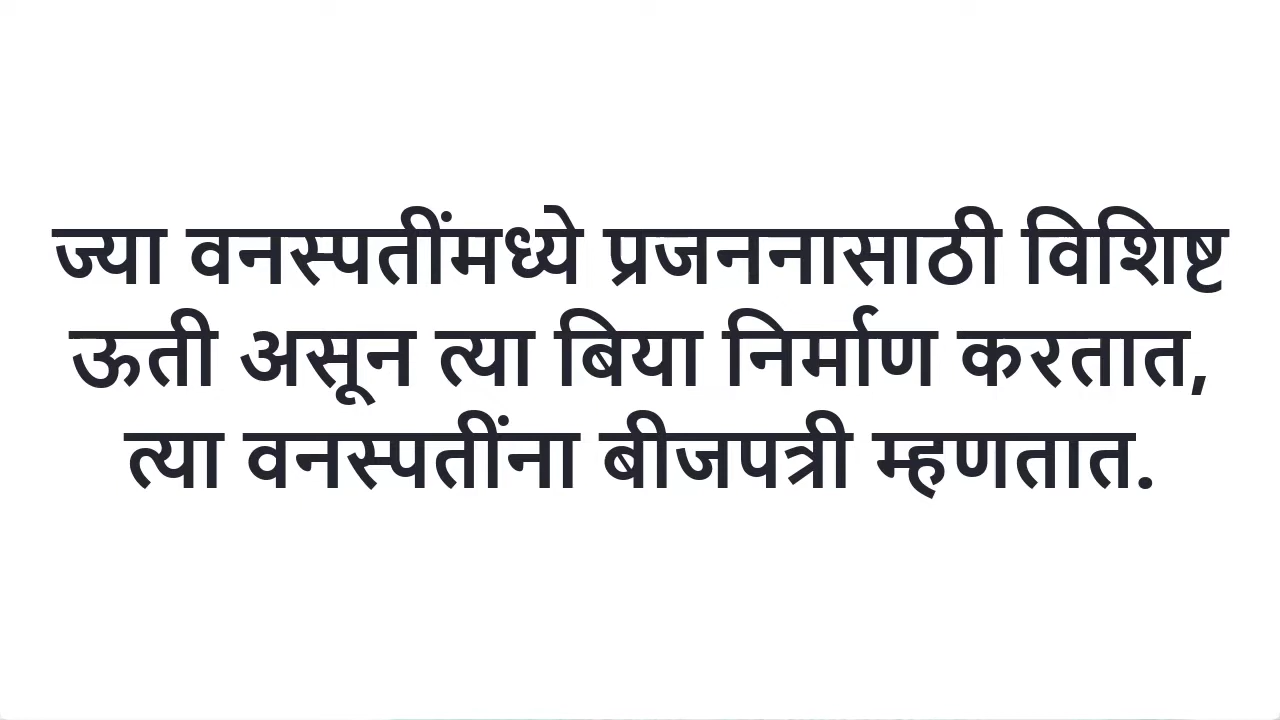 ज्या वनस्पतींमध्ये प्रजननासाठी विशिष्ट
ऊती असून त्या बिया निर्माण करतात,
त्या वनस्पतींना बीजपत्री म्हणतात.